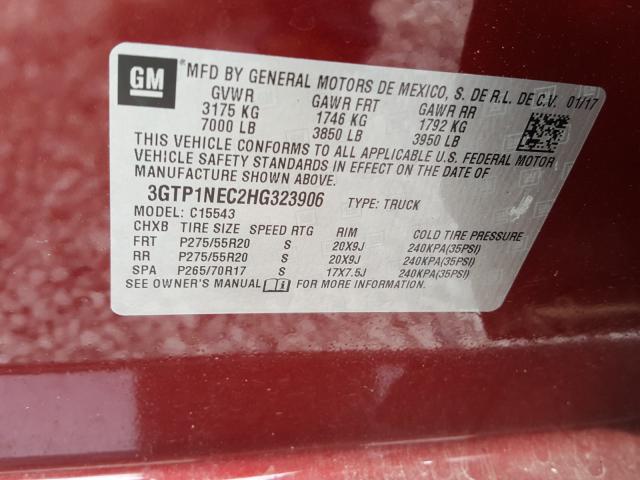 GM
® MFD BY GENERAL MOTORS DE MEXICO, S. DE R.L. DE C.V. 01/17
GVWR GAWR FRT GAWR RR
3175 KG 1746 KG 1792 KG
7000 LB 3850 LB 3950 LB
THIS VEHICLE CONFORMS TO ALL APPLICABLE U.S. FEDERAL MOTOR
VEHICLE SAFETY STANDARDS IN EFFECT ON THE DATE OF
MANUFACTURE SHOWN ABOVE.
3GTP1NEC2HG323906 TYPE: TRUCK
MODEL: C15543
CHXB TIRE SIZE SPEED RTG RIM COLD TIRE PRESSURE
FRT P275/55R20 S 20X9J 240KPA(35PSI)
RR P275/55R20 S 20X9J 240KPA(35PSI)
SPA P265/70R17 S 17X7.5J 240KPA(35PSI)
SEE OWNER'S MANUAL FOR MORE INFORMATION.